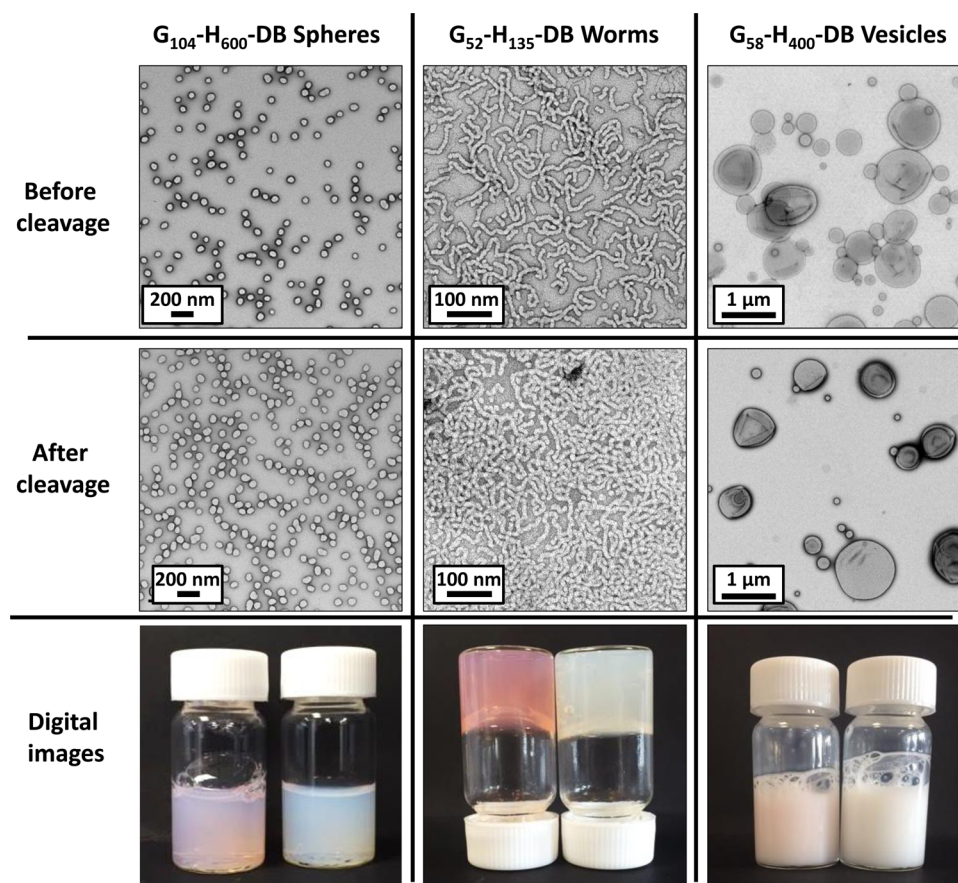 G₁₀₄-H₆₀₀-DB Spheres
G₅₂-H₁₃₅-DB Worms
G₅₈-H₄₀₀-DB Vesicles
Before
cleavage
200 nm
100 nm
1 µm
After
cleavage
200 nm
100 nm
1 µm
Digital
images